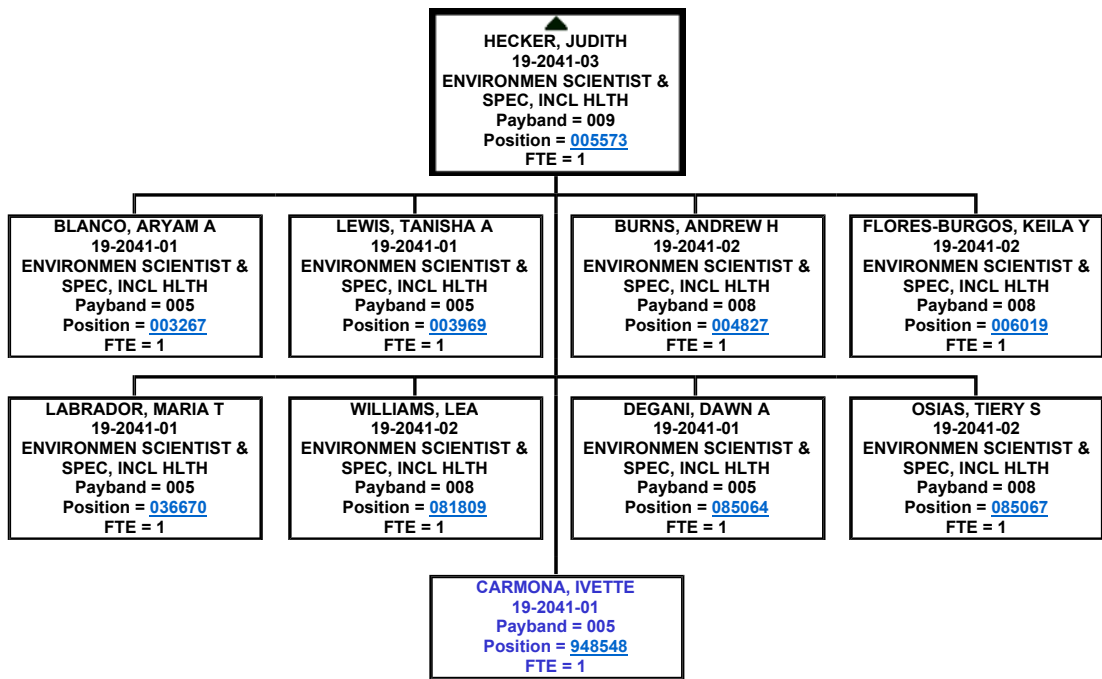 HECKER, JUDITH
19-2041-03
ENVIRONMEN SCIENTIST &
SPEC, INCL HLTH
Payband = 009
Position = 005573
FTE = 1
BLANCO, ARYAM A
19-2041-01
ENVIRONMEN SCIENTIST &
SPEC, INCL HLTH
Payband = 005
Position = 003267
FTE = 1
LEWIS, TANISHA A
19-2041-01
ENVIRONMEN SCIENTIST &
SPEC, INCL HLTH
Payband = 005
Position = 003969
FTE = 1
BURNS, ANDREW H
19-2041-02
ENVIRONMEN SCIENTIST &
SPEC, INCL HLTH
Payband = 008
Position = 004827
FTE = 1
FLORES-BURGOS, KEILA Y
19-2041-02
ENVIRONMEN SCIENTIST &
SPEC, INCL HLTH
Payband = 008
Position = 006019
FTE = 1
LABRADOR, MARIA T
19-2041-01
ENVIRONMEN SCIENTIST &
SPEC, INCL HLTH
Payband = 005
Position = 036670
FTE = 1
WILLIAMS, LEA
19-2041-02
ENVIRONMEN SCIENTIST &
SPEC, INCL HLTH
Payband = 008
Position = 081809
FTE = 1
DEGANI, DAWN A
19-2041-01
ENVIRONMEN SCIENTIST &
SPEC, INCL HLTH
Payband = 005
Position = 085064
FTE = 1
OSIAS, TIERY S
19-2041-02
ENVIRONMEN SCIENTIST &
SPEC, INCL HLTH
Payband = 008
Position = 085067
FTE = 1
CARMONA, IVETTE
19-2041-01
Payband = 005
Position = 948548
FTE = 1